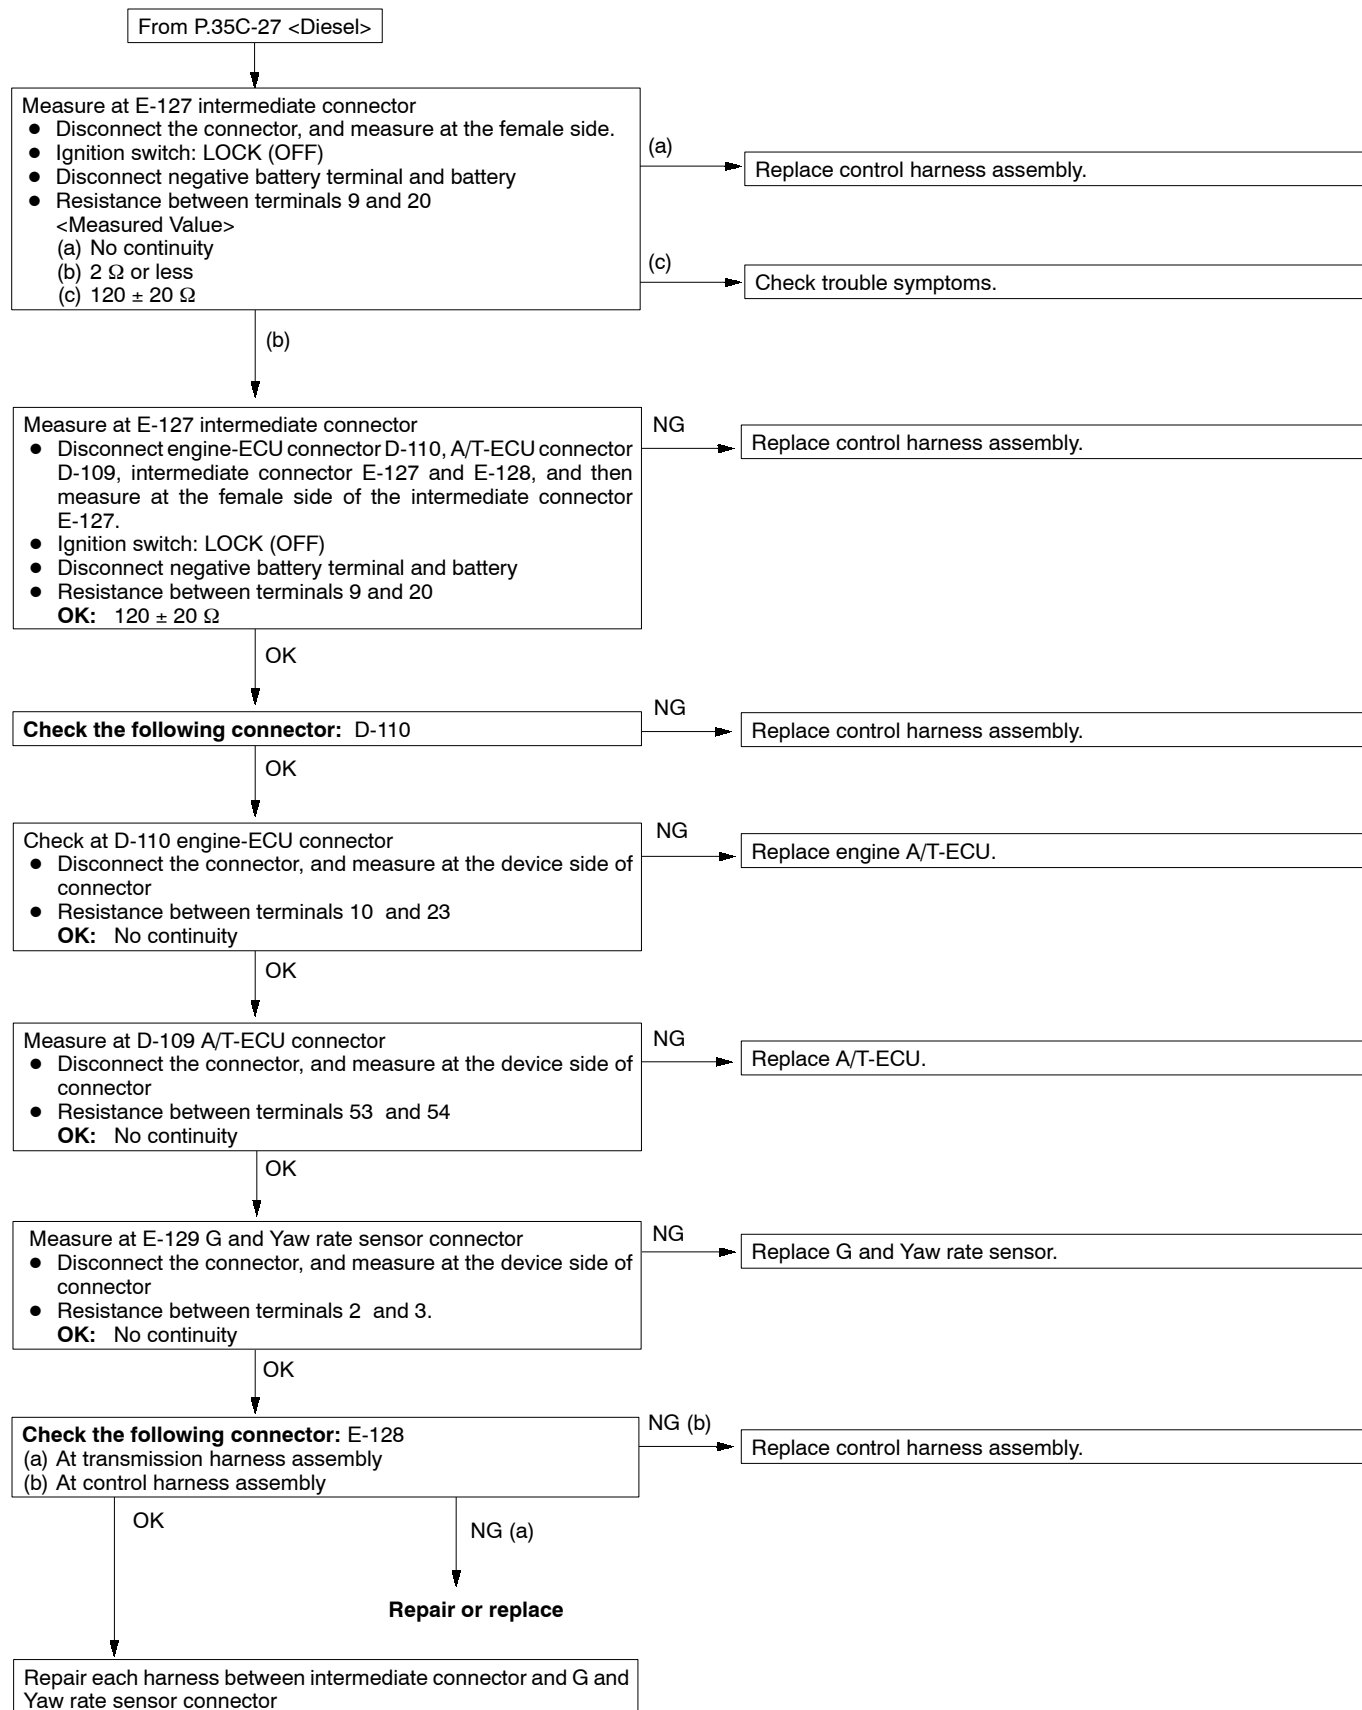 From P.35C-27 <Diesel>
Measure at E-127 intermediate connector
● Disconnect the connector, and measure at the female side.
● Ignition switch: LOCK (OFF)
● Disconnect negative battery terminal and battery
● Resistance between terminals 9 and 20
<Measured Value>
(a) No continuity
(b) 2 Ω or less
(c) 120 ± 20 Ω
(a)
Replace control harness assembly.
(c)
Check trouble symptoms.
(b)
Measure at E-127 intermediate connector
● Disconnect engine-ECU connector D-110, A/T-ECU connector
D-109, intermediate connector E-127 and E-128, and then
measure at the female side of the intermediate connector
E-127.
● Ignition switch: LOCK (OFF)
● Disconnect negative battery terminal and battery
● Resistance between terminals 9 and 20
OK: 120 ± 20 Ω
NG
Replace control harness assembly.
OK
Check the following connector: D-110
NG
Replace control harness assembly.
OK
Check at D-110 engine-ECU connector
● Disconnect the connector, and measure at the device side of
connector
● Resistance between terminals 10 and 23
OK: No continuity
NG
Replace engine A/T-ECU.
OK
Measure at D-109 A/T-ECU connector
● Disconnect the connector, and measure at the device side of
connector
● Resistance between terminals 53 and 54
OK: No continuity
NG
Replace A/T-ECU.
OK
Measure at E-129 G and Yaw rate sensor connector
● Disconnect the connector, and measure at the device side of
connector
● Resistance between terminals 2 and 3.
OK: No continuity
NG
Replace G and Yaw rate sensor.
OK
Check the following connector: E-128
(a) At transmission harness assembly
(b) At control harness assembly
NG (b)
Replace control harness assembly.
OK
NG (a)
Repair or replace
Repair each harness between intermediate connector and G and
Yaw rate sensor connector